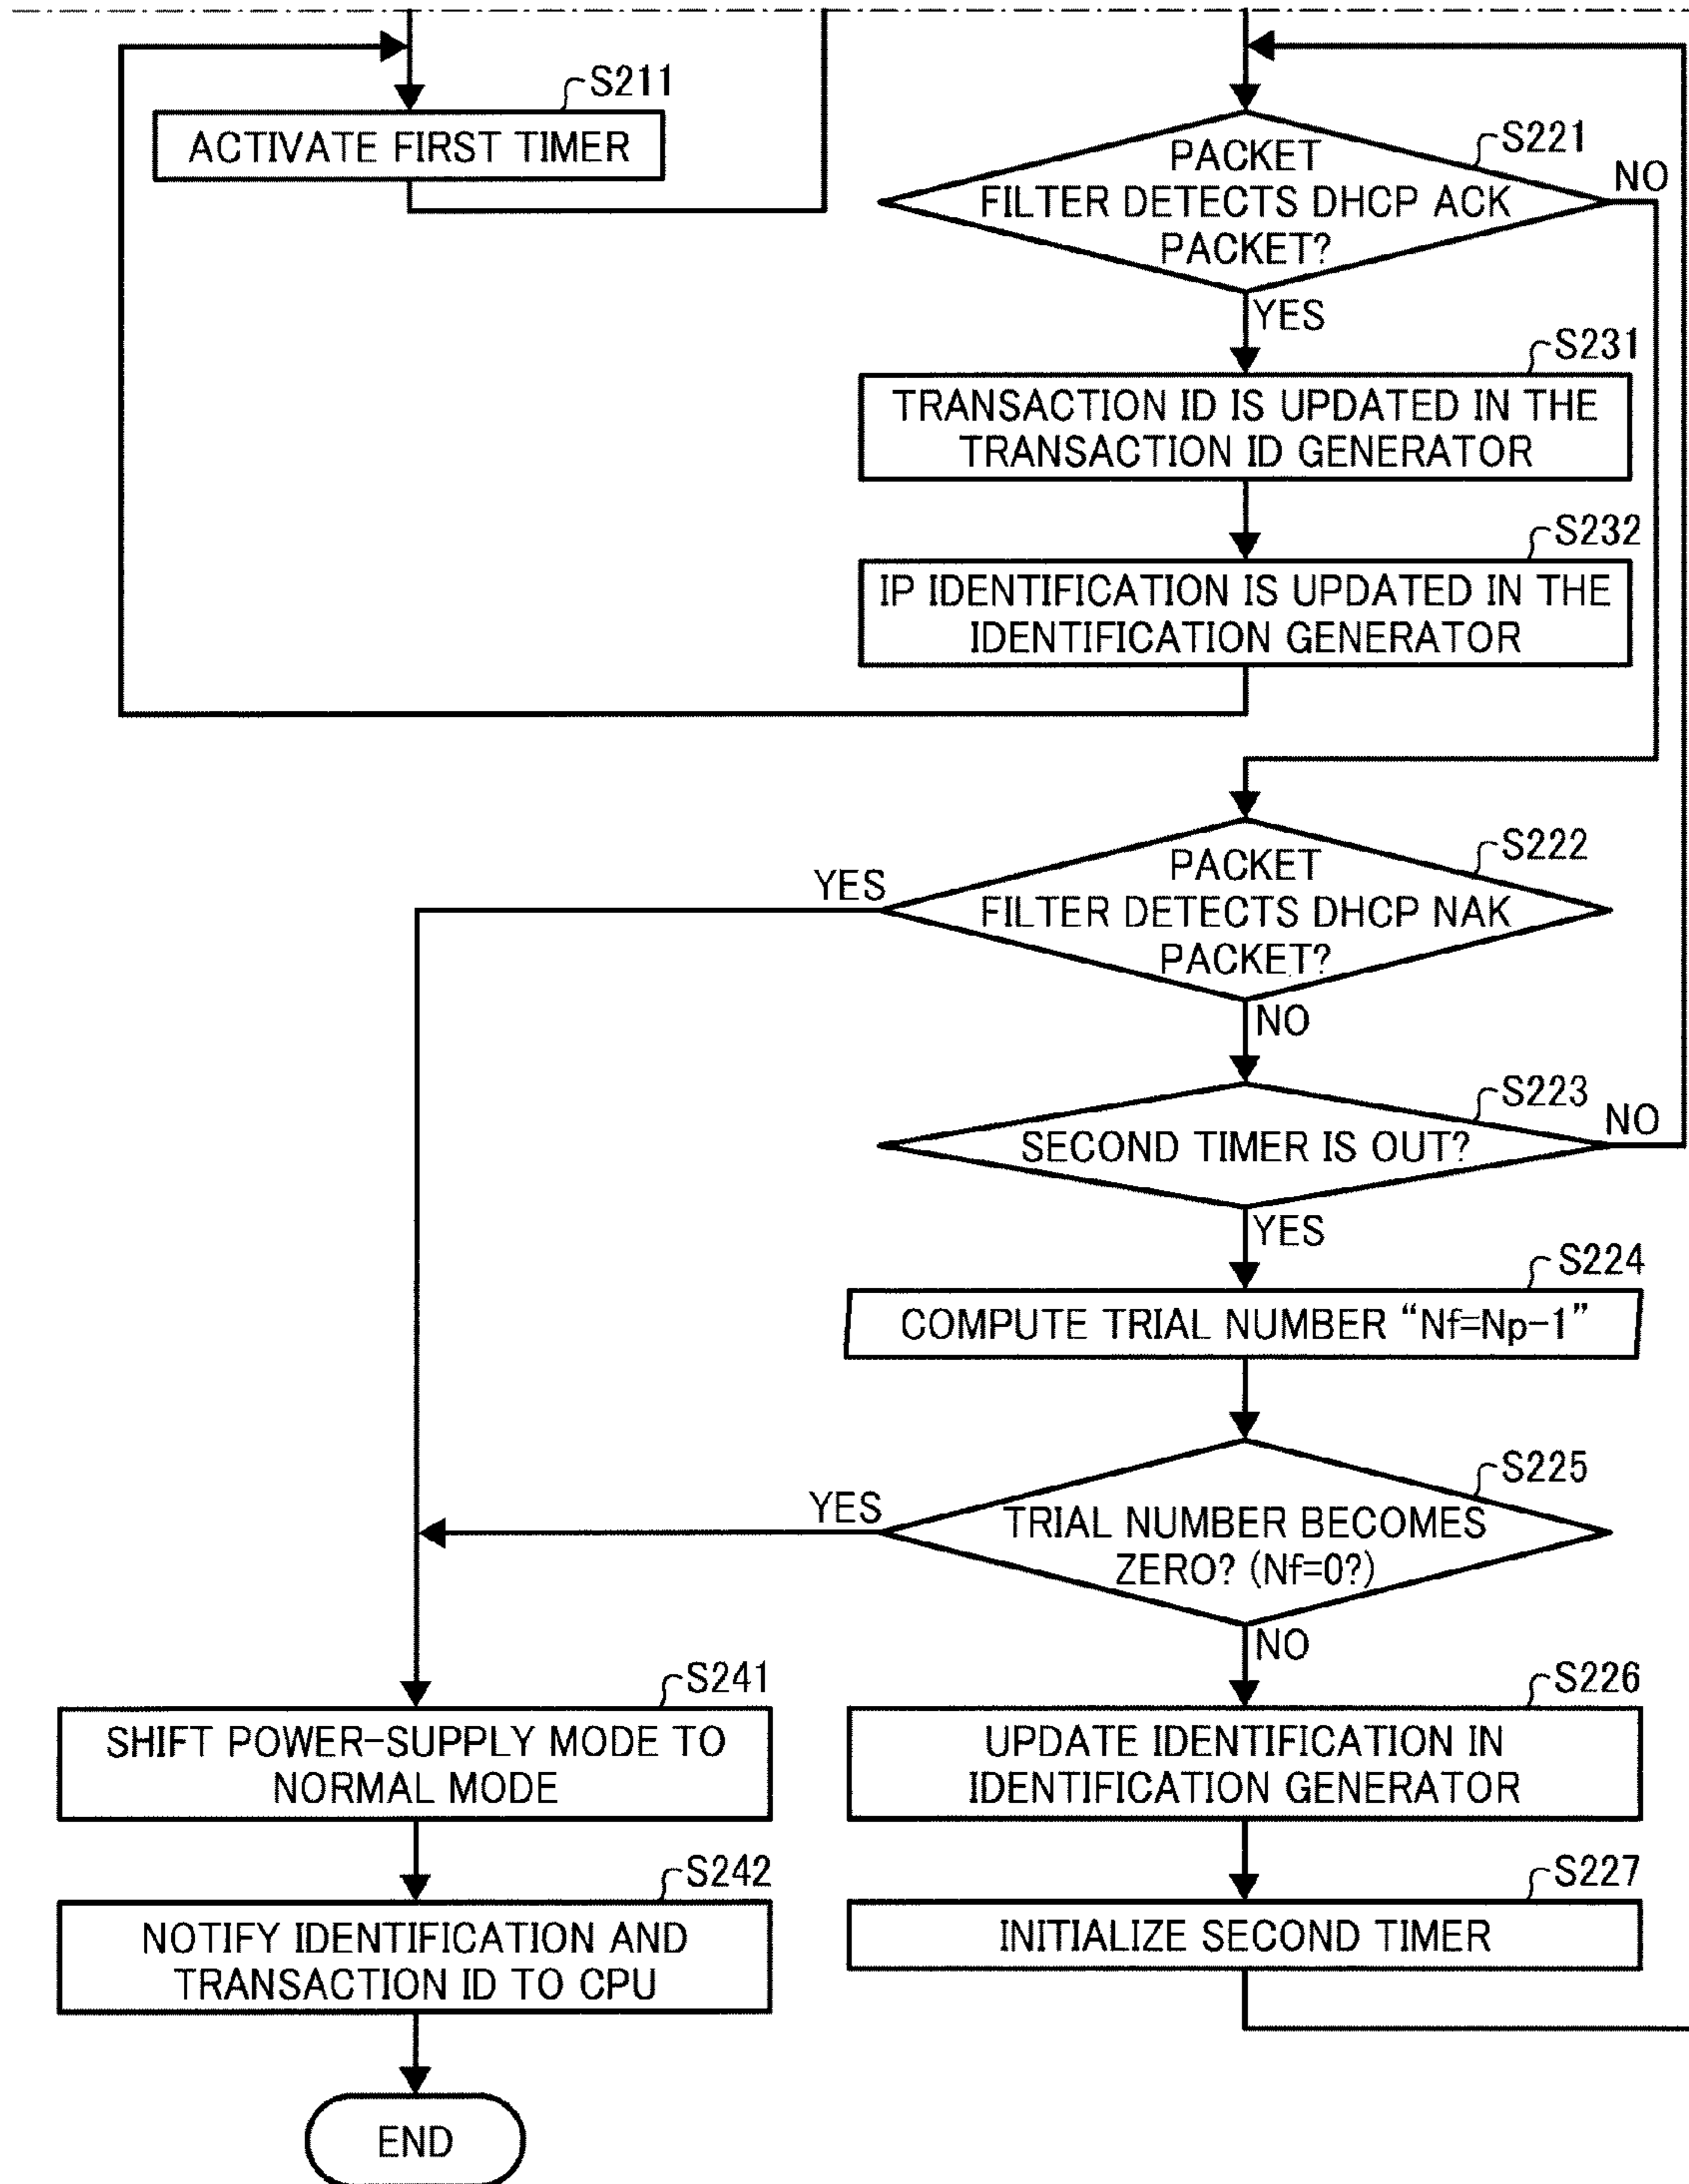 S211
ACTIVATE FIRST TIMER
S221
PACKET
FILTER DETECTS DHCP ACK
PACKET?
NO
YES
S231
TRANSACTION ID IS UPDATED IN THE
TRANSACTION ID GENERATOR
S232
IP IDENTIFICATION IS UPDATED IN THE
IDENTIFICATION GENERATOR
S222
PACKET
FILTER DETECTS DHCP NAK
PACKET?
YES
NO
S223
SECOND TIMER IS OUT?
NO
YES
S224
COMPUTE TRIAL NUMBER “Nf=Np-1”
S225
TRIAL NUMBER BECOMES
ZERO? (Nf=0?)
YES
NO
S241
SHIFT POWER-SUPPLY MODE TO
NORMAL MODE
S226
UPDATE IDENTIFICATION IN
IDENTIFICATION GENERATOR
S242
NOTIFY IDENTIFICATION AND
TRANSACTION ID TO CPU
S227
INITIALIZE SECOND TIMER
END